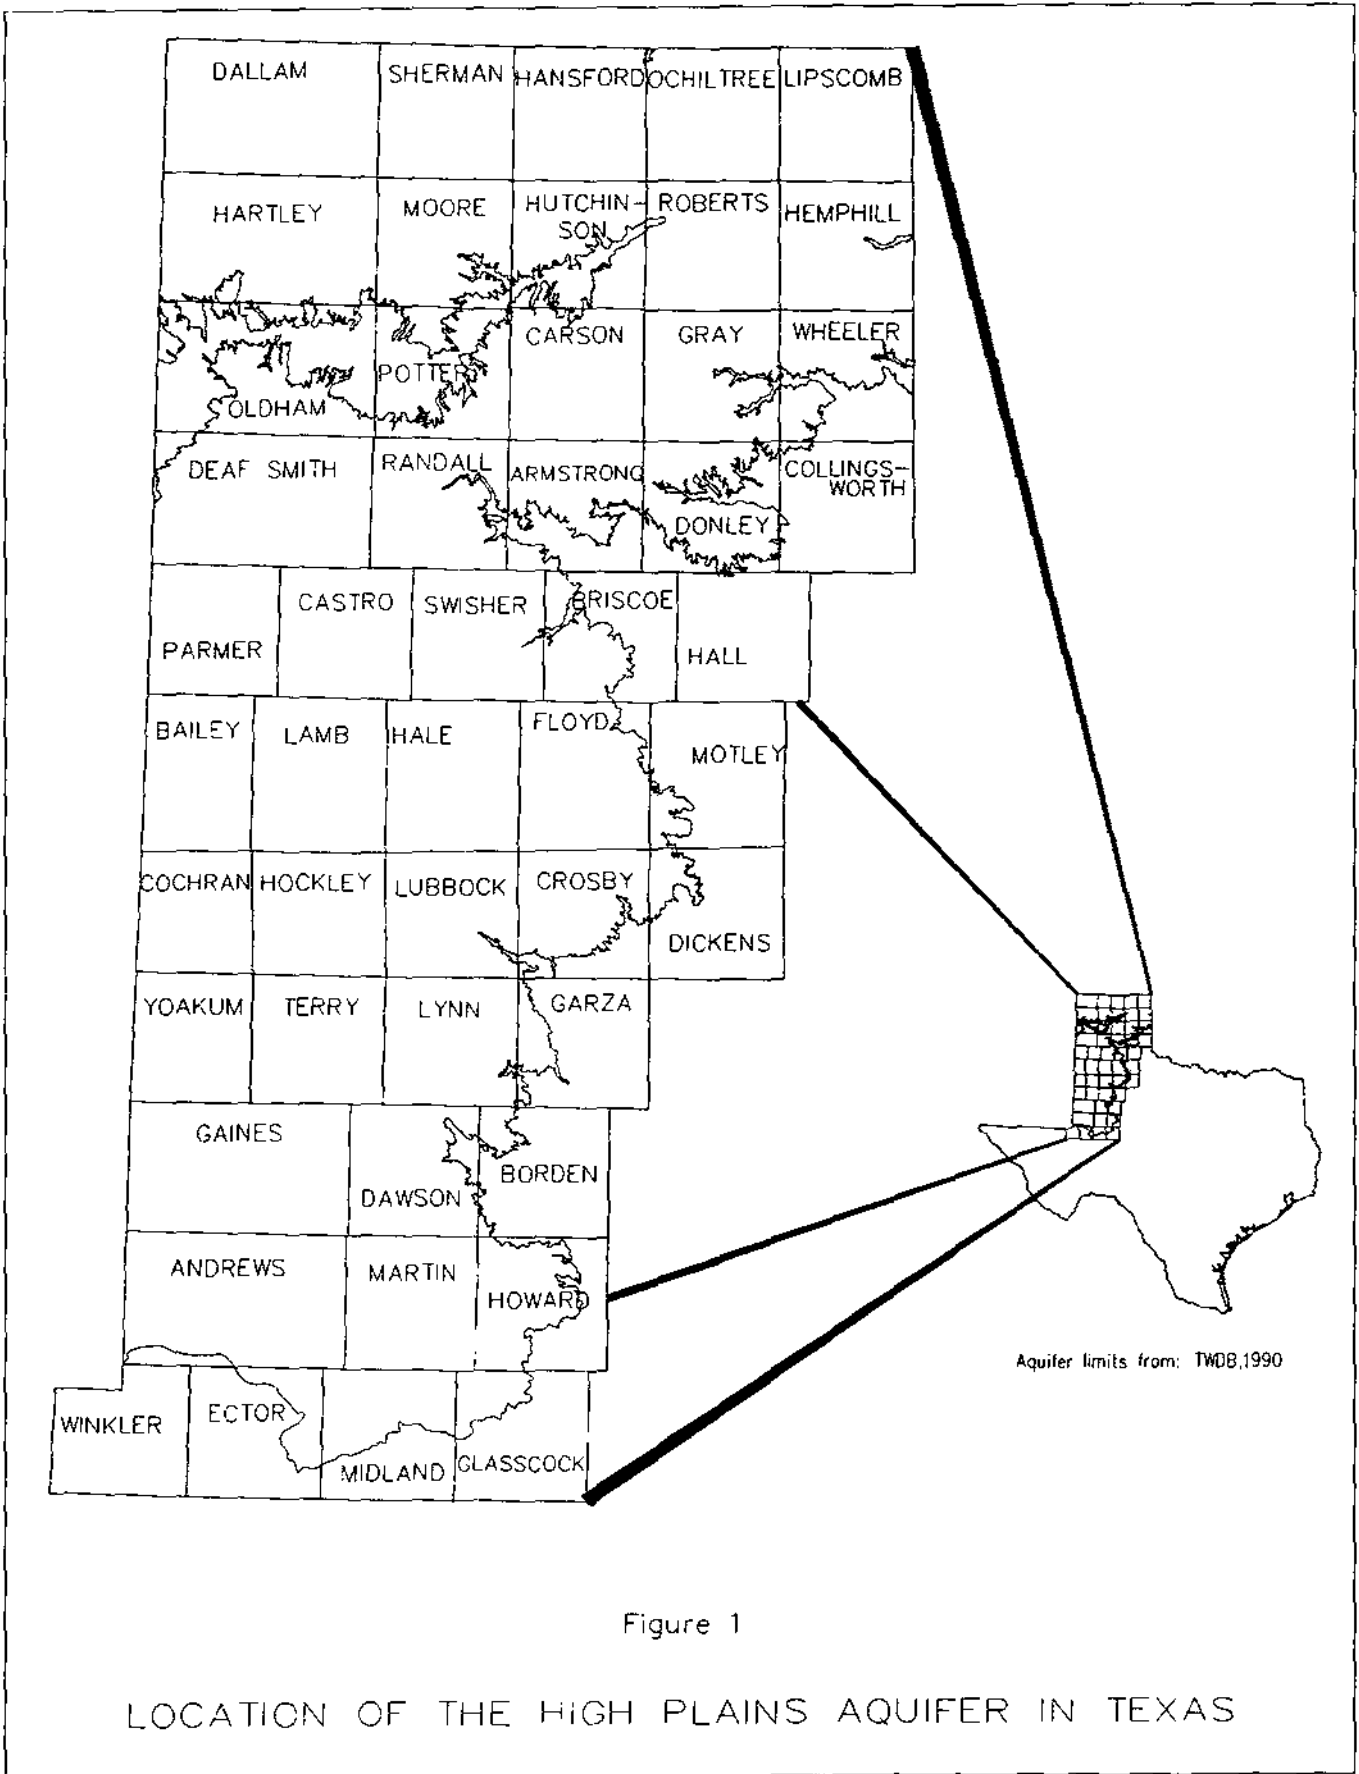 DALLAM
SHERMAN
HANSFORD
OCHILTREE
LIPSCOMB
HARTLEY
MOORE
HUTCHIN-
SON
ROBERTS
HEMPHILL
OLDHAM
POTTER
CARSON
GRAY
WHEELER
DEAF SMITH
RANDALL
ARMSTRONG
DONLEY
COLLINGS-
WORTH
PARMER
CASTRO
SWISHER
BRISCOE
HALL
BAILEY
LAMB
HALE
FLOYD
MOTLEY
COCHRAN
HOCKLEY
LUBBOCK
CROSBY
DICKENS
YOAKUM
TERRY
LYNN
GARZA
GAINES
DAWSON
BORDEN
ANDREWS
MARTIN
HOWARD
WINKLER
ECTOR
MIDLAND
GLASSCOCK
Aquifer limits from: TWDB,1990
Figure 1
LOCATION OF THE HIGH PLAINS AQUIFER IN TEXAS